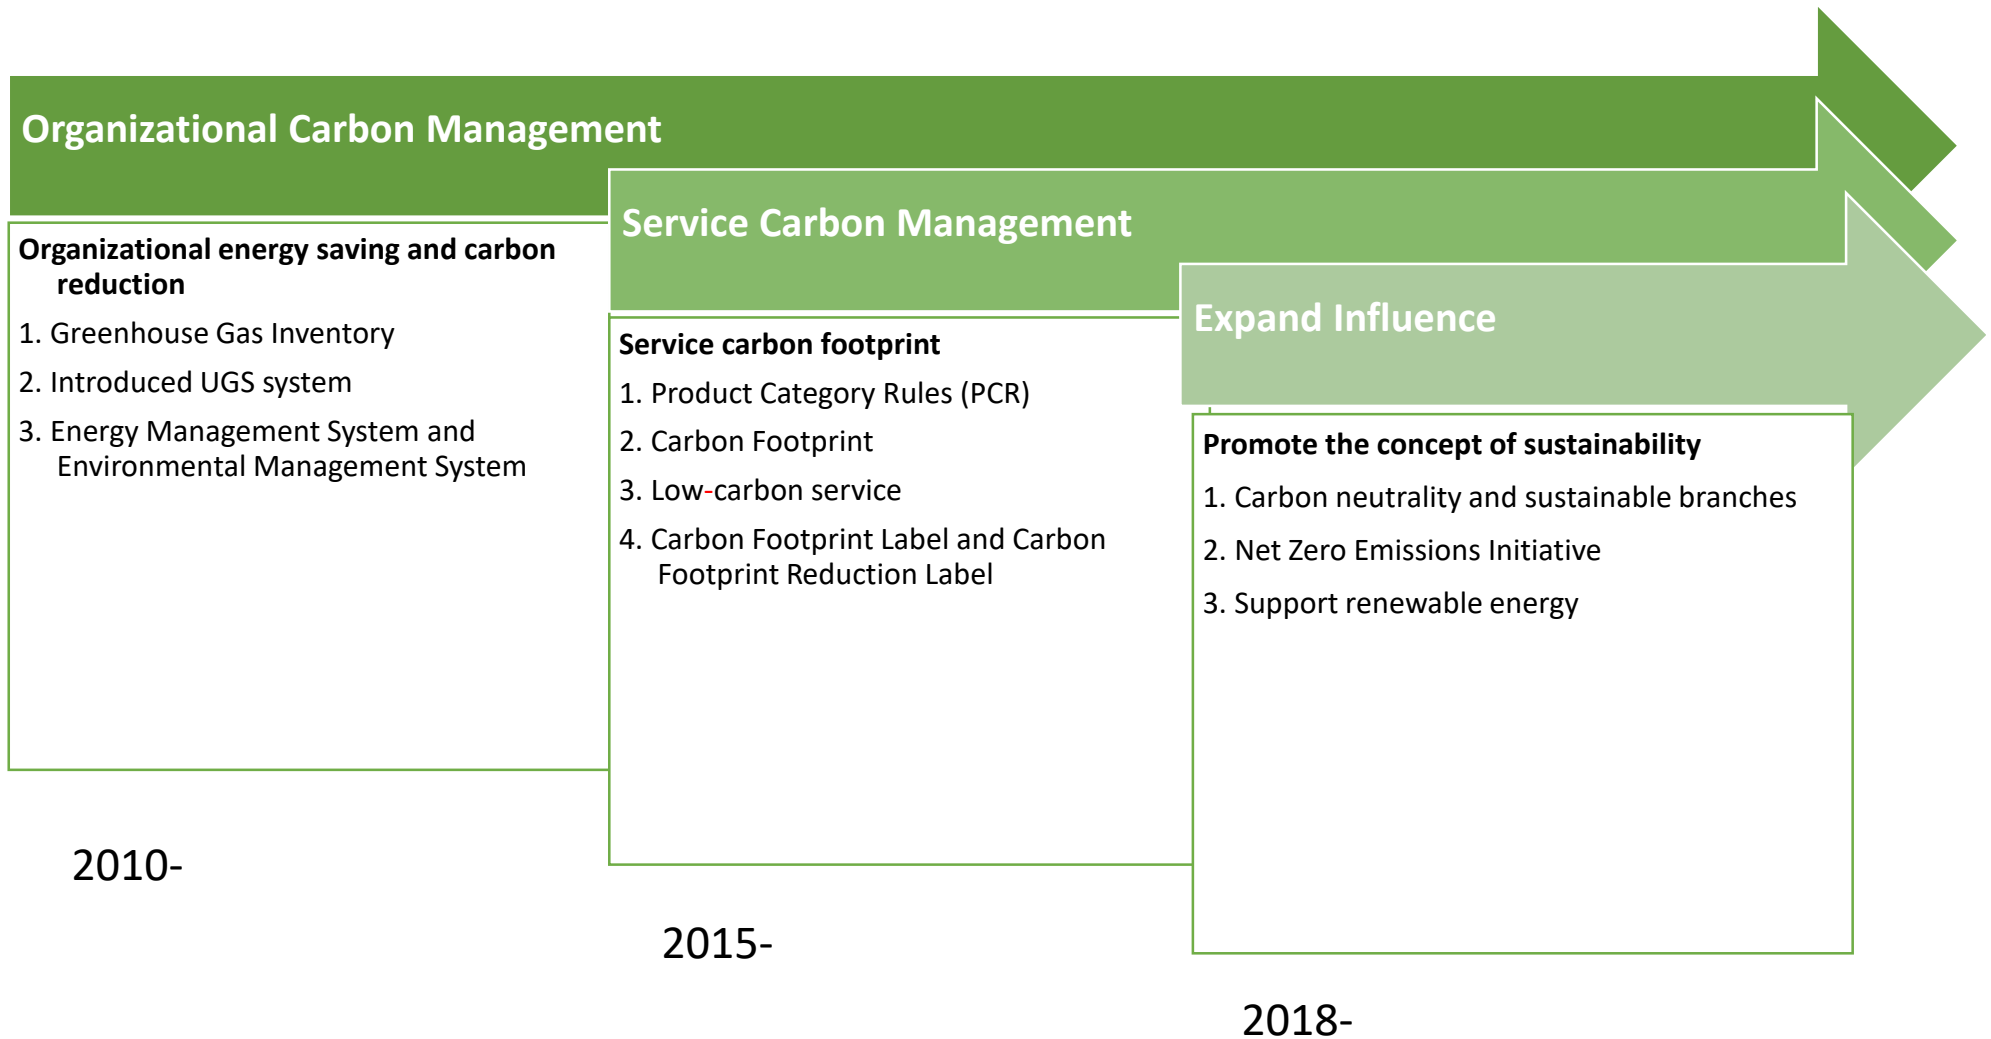 Organizational Carbon Management
Organizational energy saving and carbon
reduction
1. Greenhouse Gas Inventory
2. Introduced UGS system
3. Energy Management System and
Environmental Management System
2010-
Service Carbon Management
Service carbon footprint
1. Product Category Rules (PCR)
2. Carbon Footprint
3. Low-carbon service
4. Carbon Footprint Label and Carbon
Footprint Reduction Label
2015-
Expand Influence
Promote the concept of sustainability
1. Carbon neutrality and sustainable branches
2. Net Zero Emissions Initiative
3. Support renewable energy
2018-